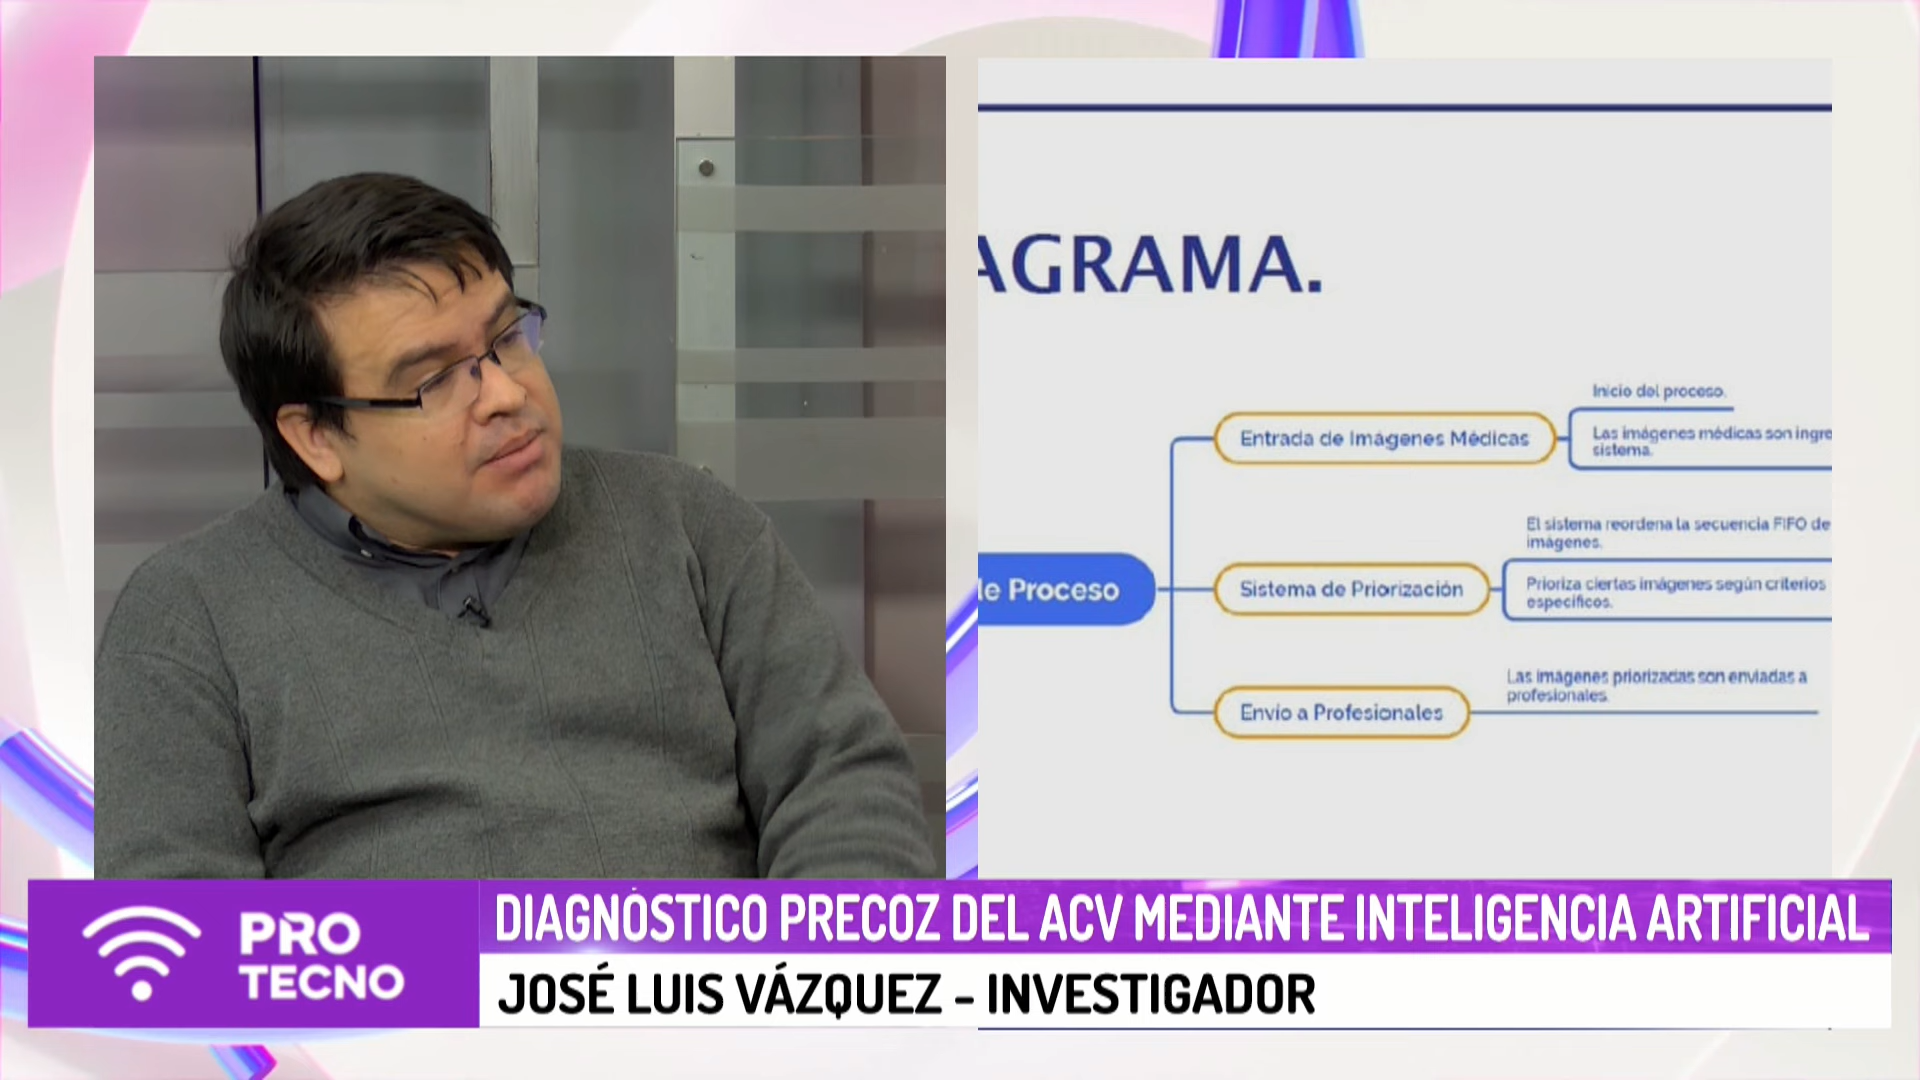 AGRAMA.
de Proceso
Entrada de Imágenes Médicas
Inicio del proceso.
Las imágenes médicas son
sistema.
Sistema de Priorización
El sistema reordena la secuencia FIFO de
imágenes.
Prioriza ciertas imágenes según criterios
específicos.
Envío a Profesionales
Las imágenes priorizadas son enviadas a
profesionales.
PRO
TECNO
DIAGNÓSTICO PRECOZ DEL ACV MEDIANTE INTELIGENCIA ARTIFICIAL
JOSÉ LUIS VÁZQUEZ - INVESTIGADOR